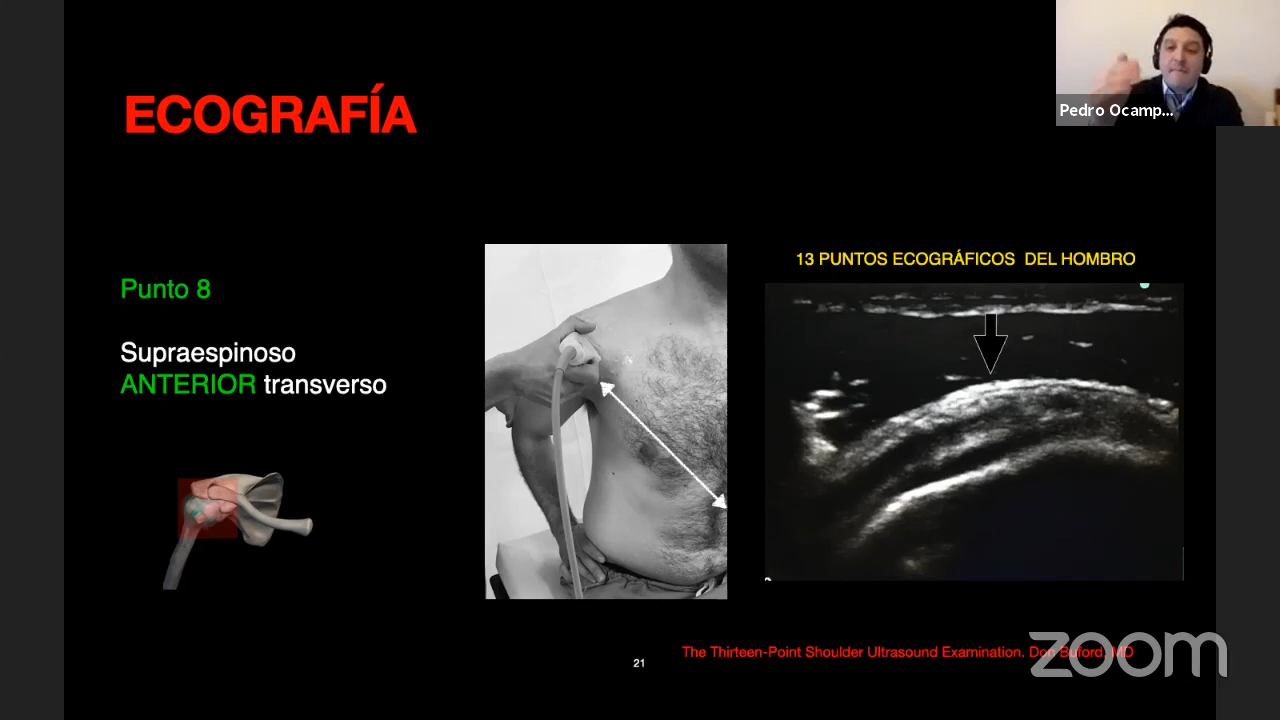 ECOGRAFÍA
Pedro Ocamp...
13 PUNTOS ECOGRÁFICOS DEL HOMBRO
Punto 8
Supraespinoso
ANTERIOR transverso
The Thirteen-Point Shoulder Ultrasound Examination. Don Buford, MD
21
zoom